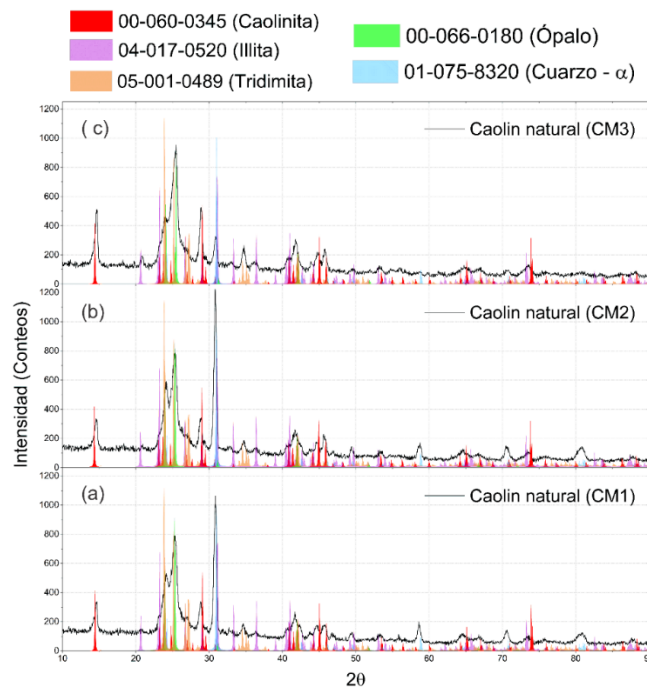 00-060-0345 (Caolinita)
04-017-0520 (Illita)
05-001-0489 (Tridimita)
00-066-0180 (Ópalo)
01-075-8320 (Cuarzo - α)
Intensidad (Conteos)
( c)
Caolin natural (CM3)
1200
1000
800
600
400
200
0
(b)
Caolin natural (CM2)
1200
1000
800
600
400
200
0
(a)
Caolin natural (CM1)
1000
800
600
400
200
0
10 20 30 40 50 60 70 80 90
2θ